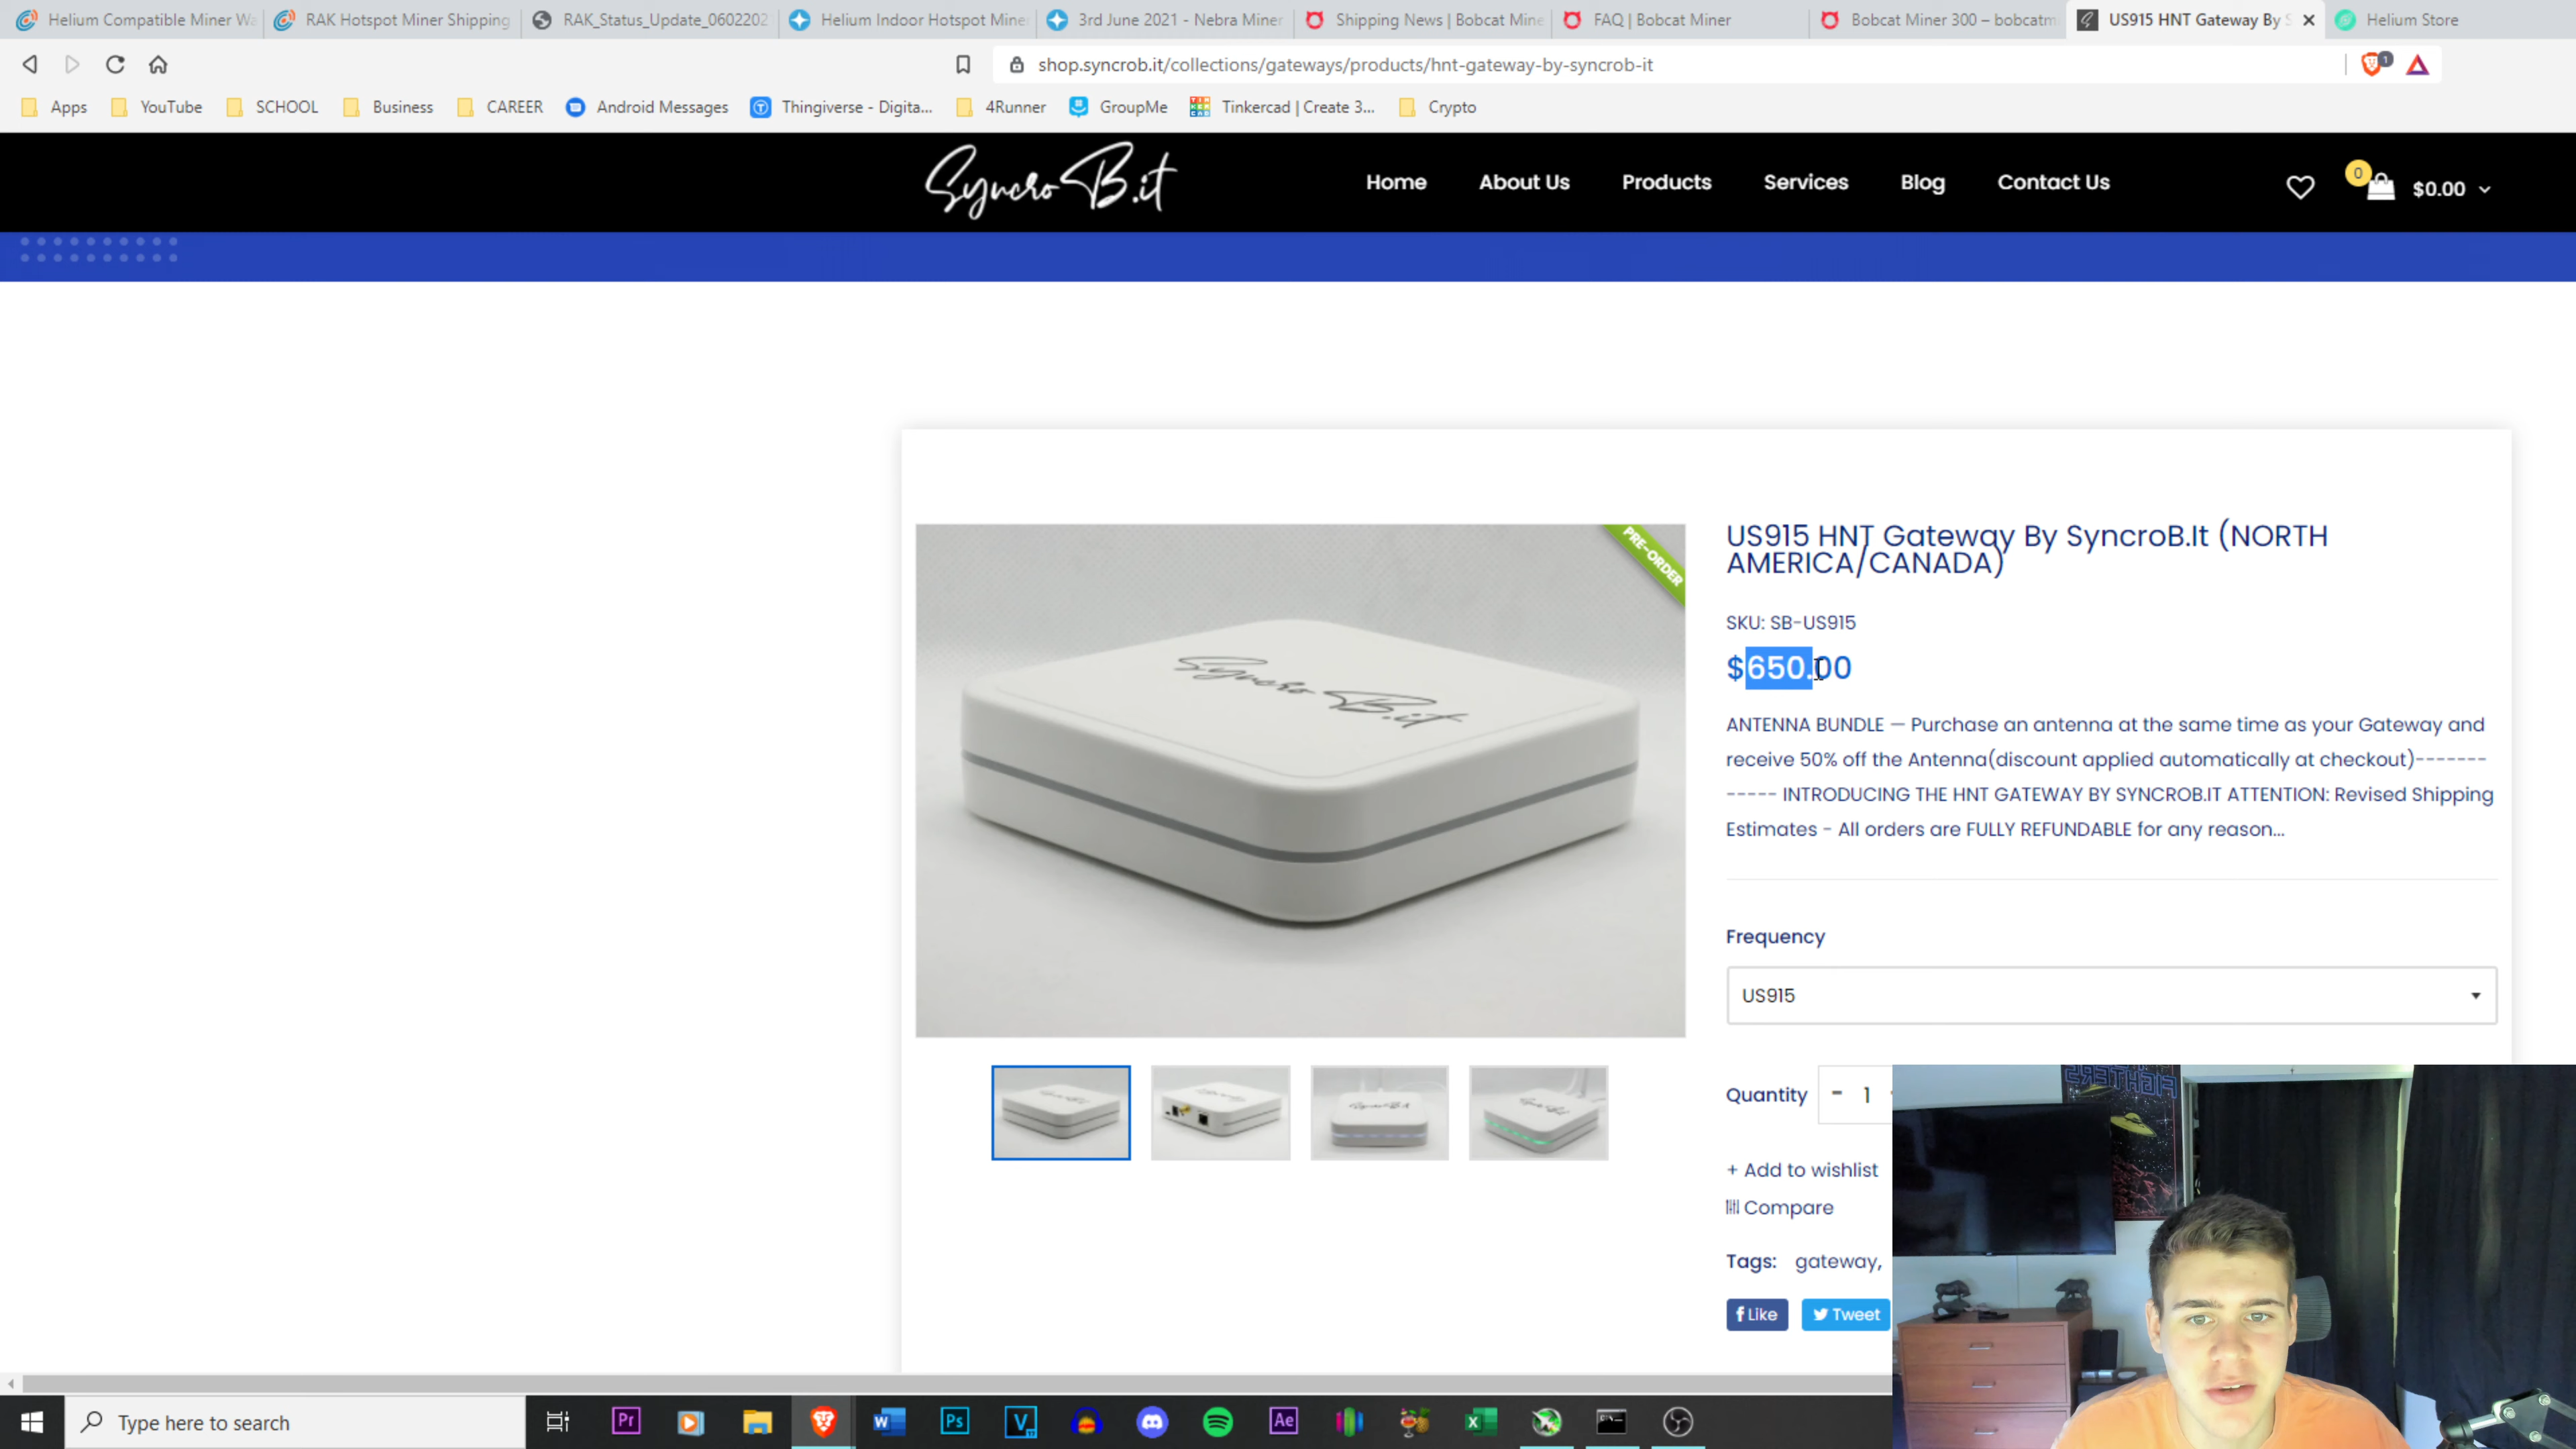 Helium Compatible Miner Wa
RAK Hotspot Miner Shipping
RAK_Status_Update_0602202
Helium Indoor Hotspot Miner
3rd June 2021 - Nebra Miner
Shipping News | Bobcat Mine
FAQ | Bobcat Miner
Bobcat Miner 300 – bobcatm
US915 HNT Gateway By S
Helium Store
shop.syncrob.it/collections/gateways/products/hnt-gateway-by-syncrob-it
1
Apps
YouTube
SCHOOL
Business
CAREER
Android Messages
Thingiverse - Digita...
4Runner
GroupMe
Tinkercad | Create 3...
Crypto
SyncroB.it
Home
About Us
Products
Services
Blog
Contact Us
0
$0.00
PRE-ORDER
SyncroB.it
US915 HNT Gateway By SyncroB.It (NORTH
AMERICA/CANADA)
SKU: SB-US915
$650.00
ANTENNA BUNDLE — Purchase an antenna at the same time as your Gateway and
receive 50% off the Antenna(discount applied automatically at checkout)-------
----- INTRODUCING THE HNT GATEWAY BY SYNCROB.IT ATTENTION: Revised Shipping
Estimates - All orders are FULLY REFUNDABLE for any reason...
Frequency
US915
Quantity - 1
+ Add to wishlist
Compare
Tags: gateway,
Like
Tweet
FIGHTERS
Type here to search